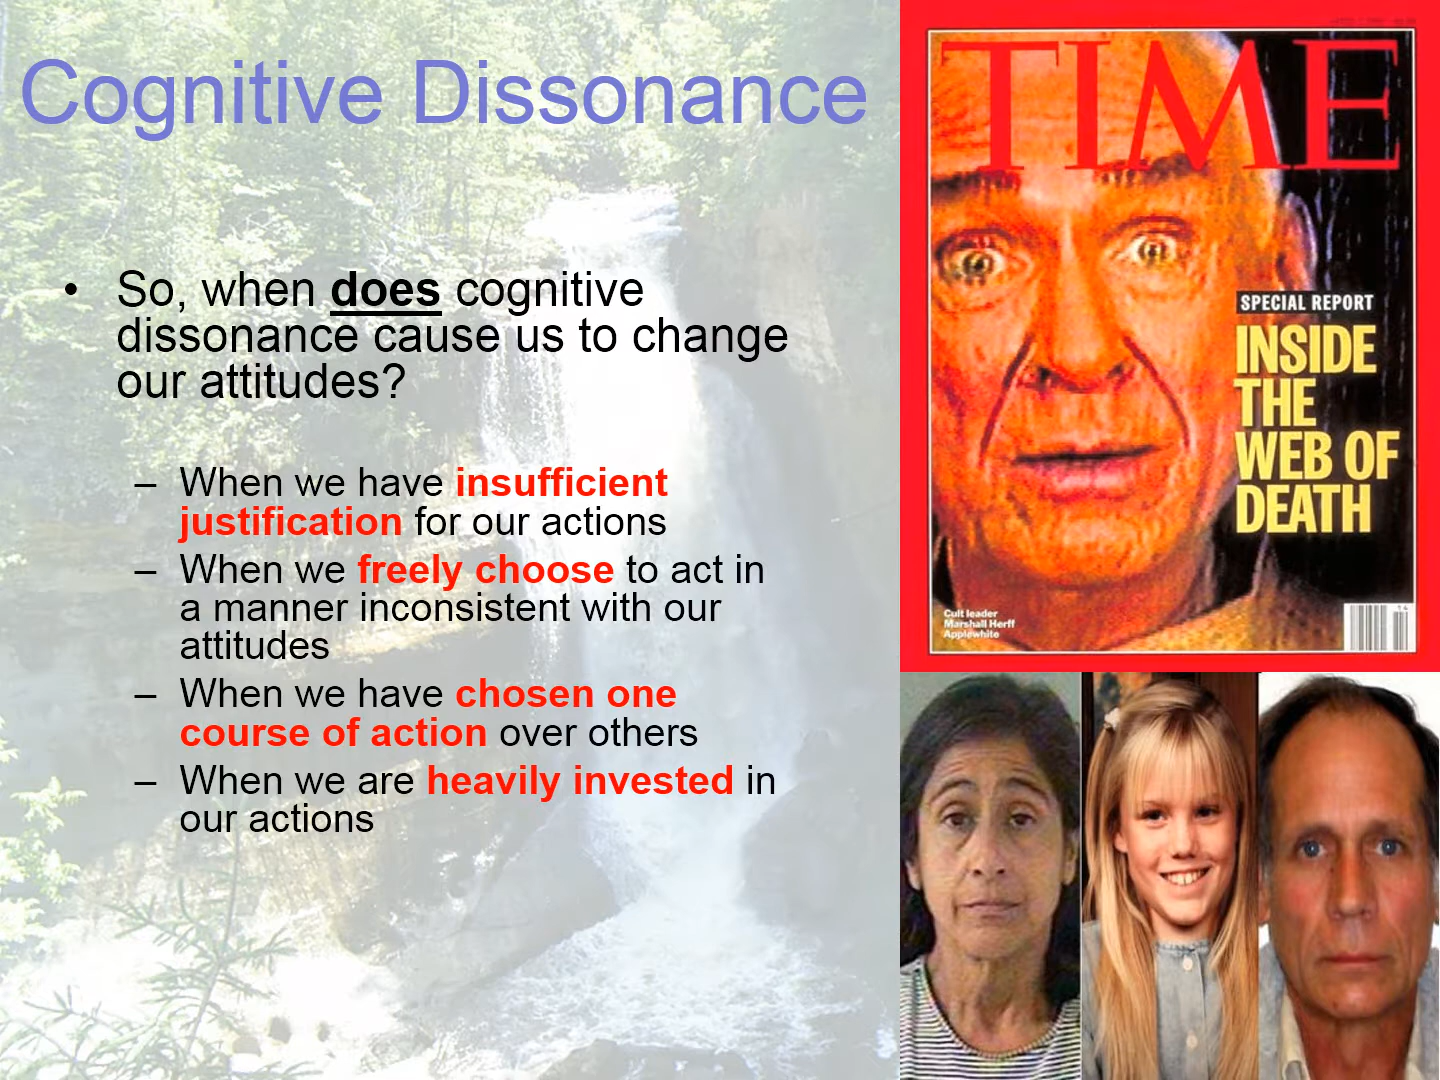 Cognitive Dissonance
• So, when does cognitive
dissonance cause us to change
our attitudes?
– When we have insufficient
justification for our actions
– When we freely choose to act in
a manner inconsistent with our
attitudes
– When we have chosen one
course of action over others
– When we are heavily invested in
our actions
TIME
SPECIAL REPORT
INSIDE
THE
WEB OF
DEATH
Cult leader
Marshall Herff
Applewhite
14